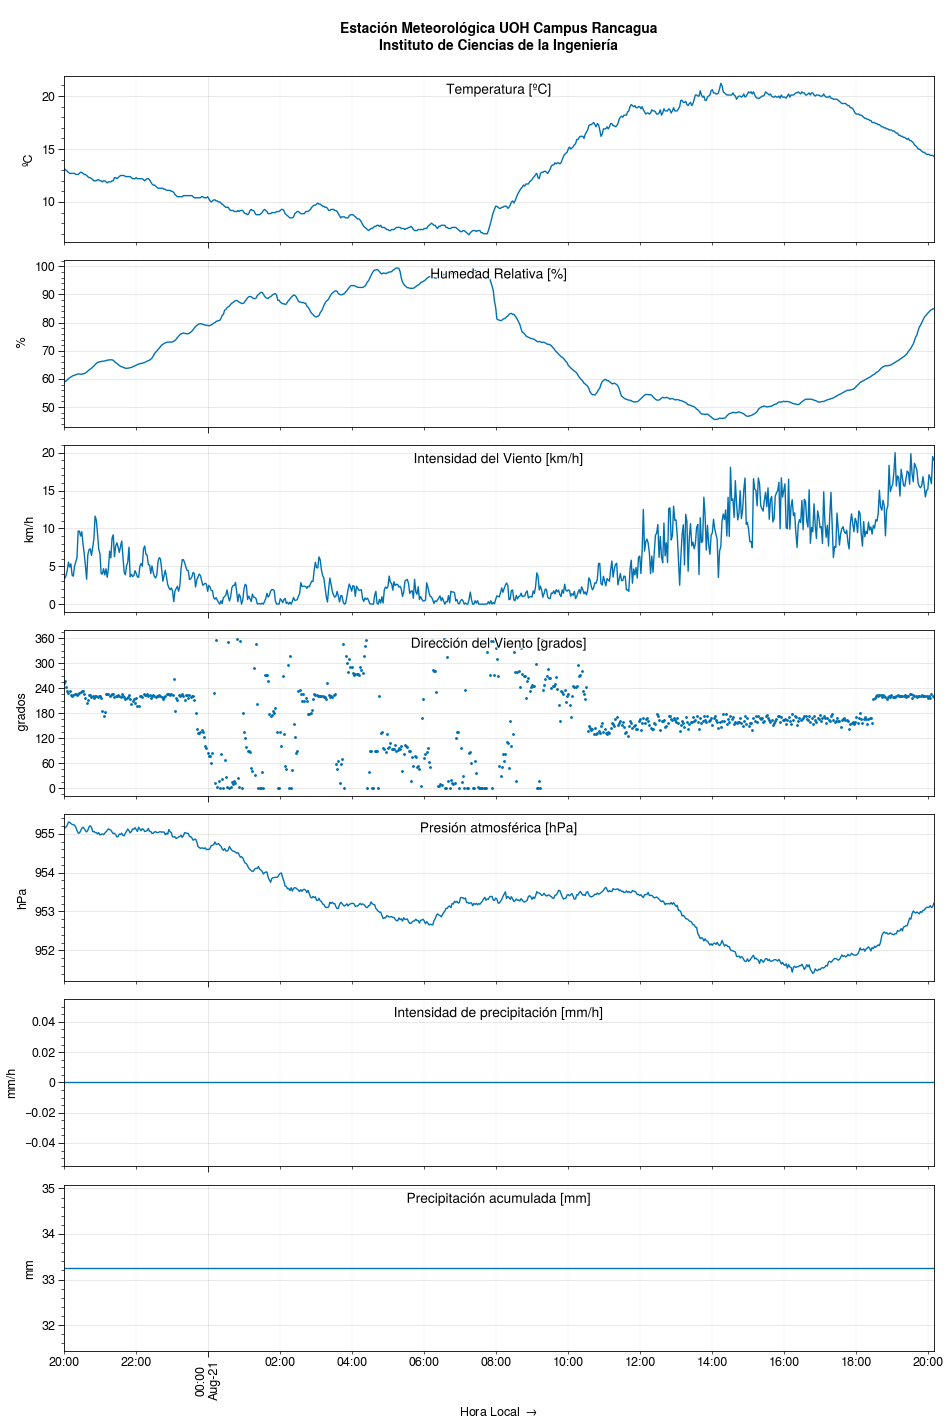 Estación Meteorológica UOH Campus Rancagua
Instituto de Ciencias de la Ingeniería
Temperatura [ºC]
20
15
10
ºC
Humedad Relativa [%]
100
90
80
70
60
50
%
Intensidad del Viento [km/h]
20
15
10
5
0
km/h
Dirección del Viento [grados]
360
300
240
180
120
60
0
grados
Presión atmosférica [hPa]
955
954
953
952
hPa
Intensidad de precipitación [mm/h]
0.04
0.02
0
−0.02
−0.04
mm/h
Precipitación acumulada [mm]
35
34
33
32
mm
20:00 22:00 00:00 02:00 04:00 06:00 08:00 10:00 12:00 14:00 16:00 18:00 20:00
Aug-21
Hora Local →